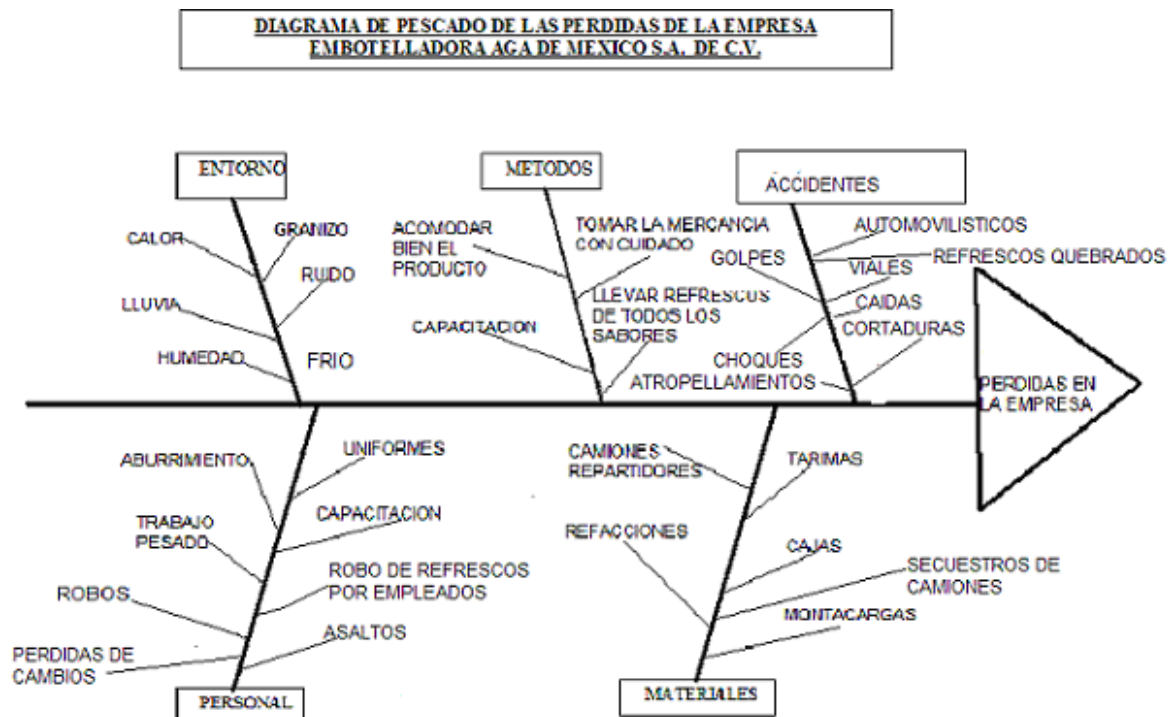 DIAGRAMA DE PESCADO DE LAS PERDIDAS DE LA EMPRESA
EMBOTELLADORA AGA DE MEXICO S.A. DE C.V.
ENTORNO
METODOS
ACCIDENTES
CALOR
GRANIZO
RUIDO
LLUVIA
HUMEDAD
FRIO
ACOMODAR
BIEN EL
PRODUCTO
TOMAR LA MERCANCIA
CON CUIDADO
CAPACITACION
LLEVAR REFRESCOS
DE TODOS LOS
SABORES
AUTOMOVILISTICOS
REFRESCOS QUEBRADOS
GOLPES
VIALES
CAIDAS
CORTADURAS
CHOQUES
ATROPELLAMIENTOS
PERDIDAS EN
LA EMPRESA
ABURRIMIENTO
UNIFORMES
TRABAJO
PESADO
CAPACITACION
ROBOS
ROBO DE REFRESCOS
POR EMPLEADOS
PERDIDAS DE
CAMBIOS
ASALTOS
PERSONAL
CAMIONES
REPARTIDORES
TARIMAS
REFACCIONES
CAJAS
SECUESTROS DE
CAMIONES
MONTACARGAS
MATERIALES